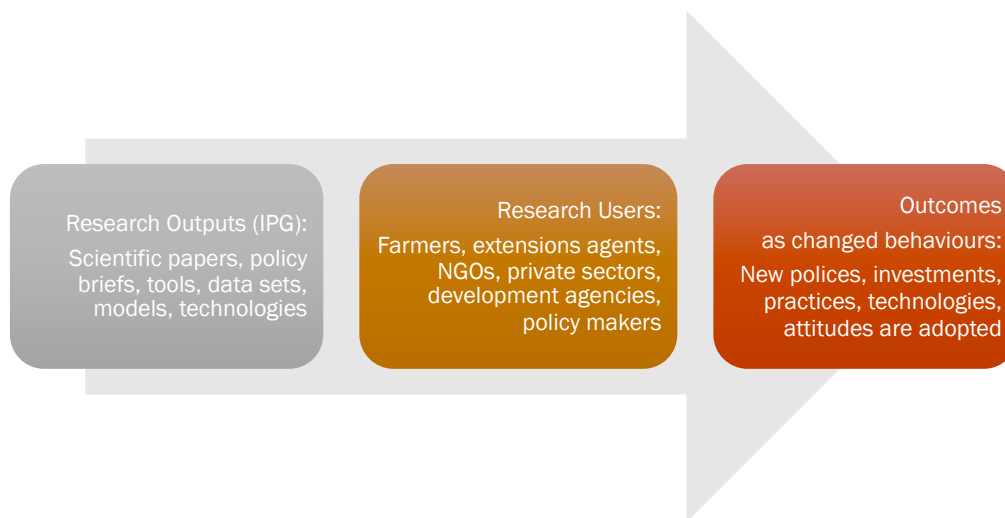 Research Outputs (IPG):
Scientific papers, policy
briefs, tools, data sets,
models, technologies
Research Users:
Farmers, extensions agents,
NGOs, private sectors,
development agencies,
policy makers
Outcomes
as changed behaviours:
New polices, investments,
practices, technologies,
attitudes are adopted